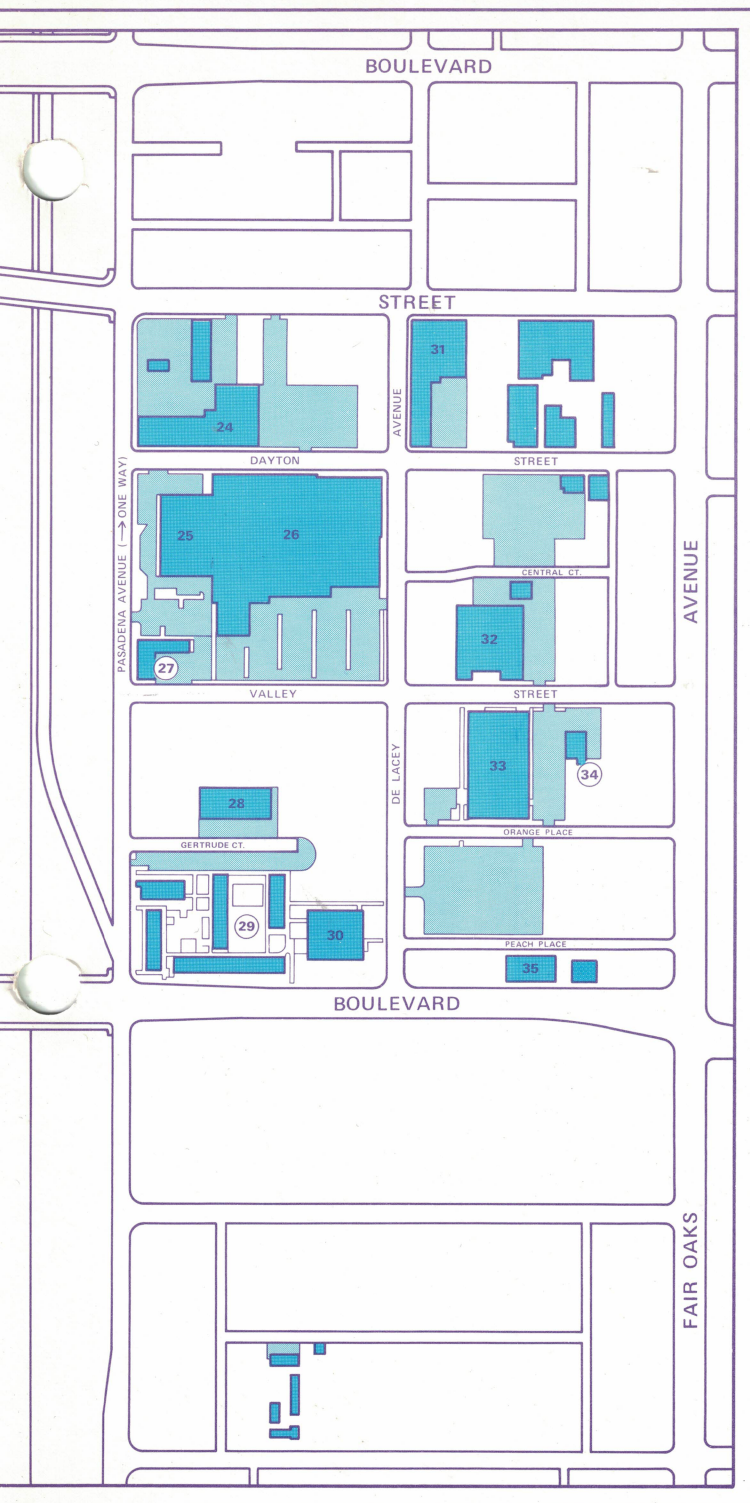 BOULEVARD
STREET
31
AVENUE
24
DAYTON
STREET
PASADENA AVENUE (→ONE WAY)
25
26
CENTRAL CT.
AVENUE
32
27
VALLEY
STREET
DE LACEY
33
34
28
ORANGE PLACE
GERTRUDE CT.
29
30
PEACH PLACE
35
BOULEVARD
FAIR OAKS